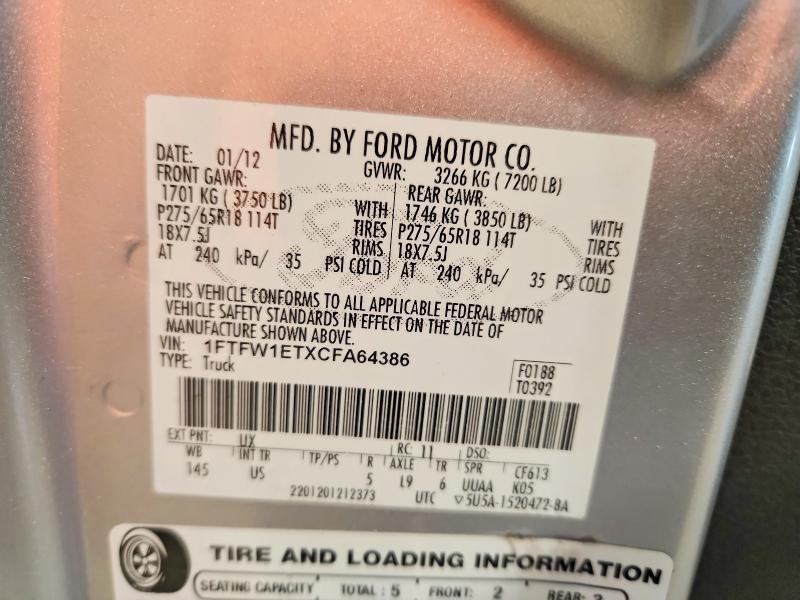 MFD. BY FORD MOTOR CO.
DATE: 01/12 GVWR: 3266 KG ( 7200 LB)
FRONT GAWR: REAR GAWR:
1701 KG ( 3750 LB) WITH 1746 KG ( 3850 LB) WITH
P275/65R18 114T TIRES P275/65R18 114T TIRES
18X7.5J RIMS 18X7.5J RIMS
AT 240 kPa/ 35 PSI COLD AT 240 kPa/ 35 PSI COLD
THIS VEHICLE CONFORMS TO ALL APPLICABLE FEDERAL MOTOR
VEHICLE SAFETY STANDARDS IN EFFECT ON THE DATE OF
MANUFACTURE SHOWN ABOVE.
VIN: 1FTFW1ETXCFA64386
TYPE: Truck
F0188
T0392
EXT PNT: UX RC: 11 DSO:
WB INT TR TP/PS R AXLE TR SPR CF613
145 US 5 L9 6 UUAA K05
2201201212373 UTC ▽5U5A-1520472-BA
TIRE AND LOADING INFORMATION
SEATING CAPACITY TOTAL : 5 FRONT: 2 REAR: 3